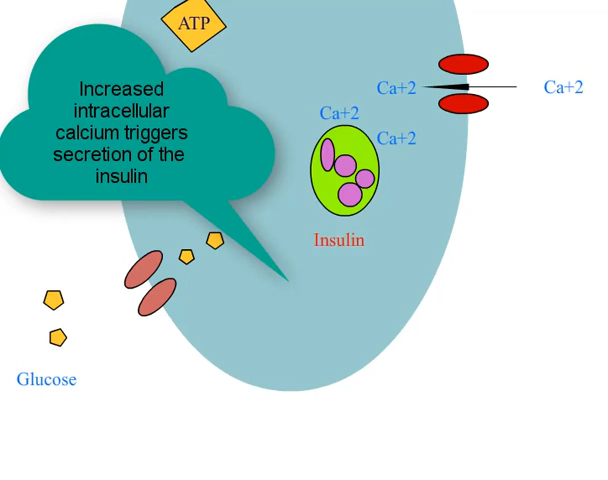 ATP
Increased
intracellular
calcium triggers
secretion of the
insulin
Ca+2
Ca+2
Ca+2
Ca+2
Insulin
Glucose